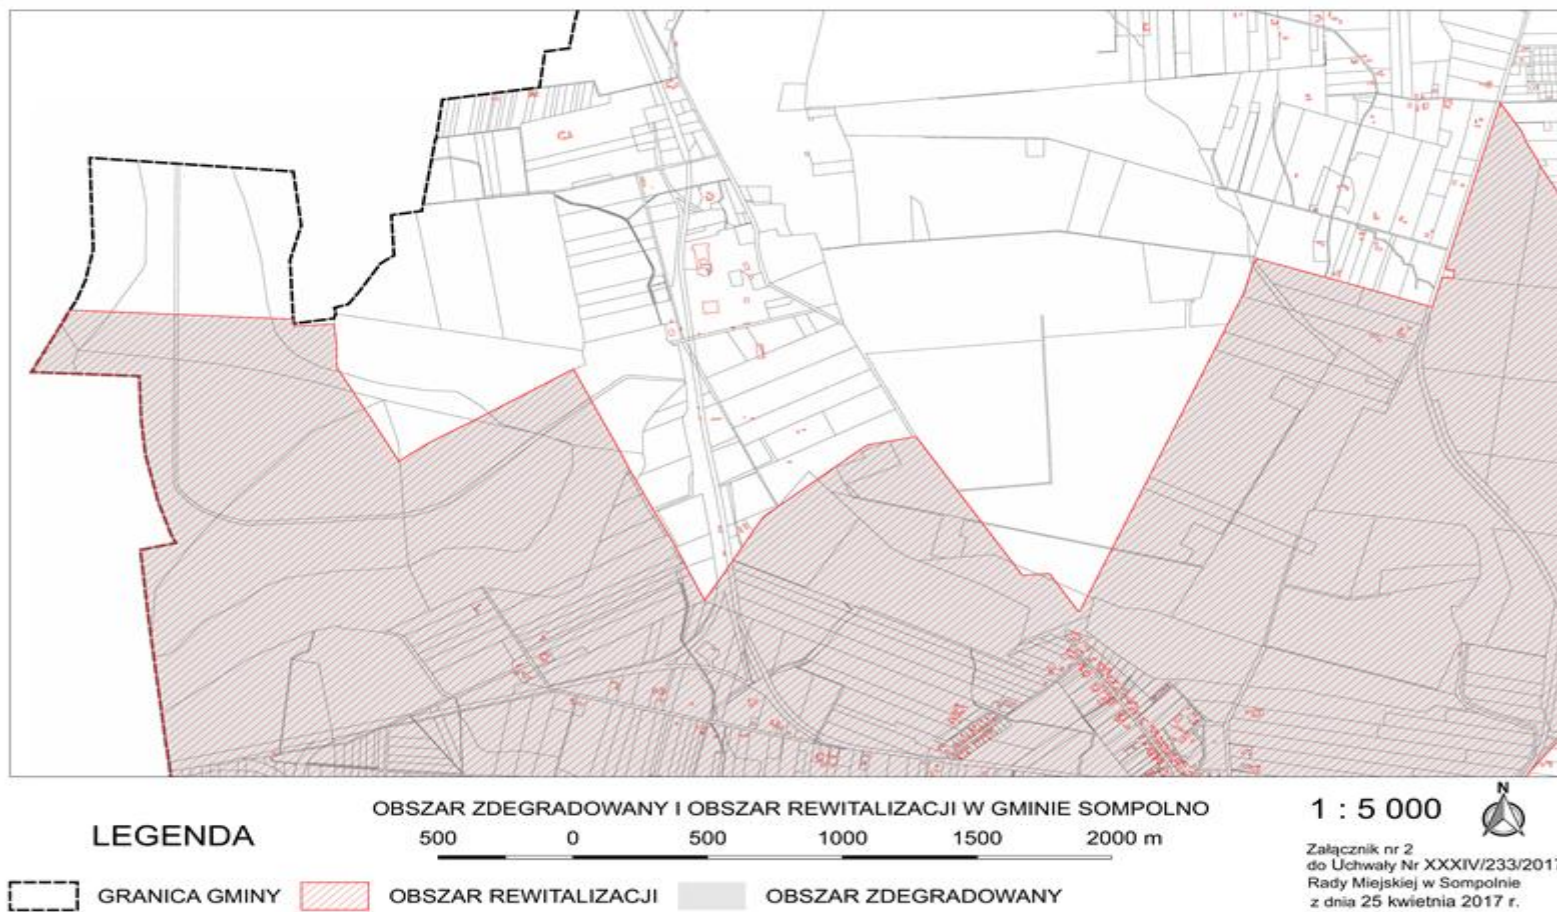 OBSZAR ZDEGRADOWANY I OBSZAR REWITALIZACJI W GMINIE SOMPOLNO
LEGENDA
500 0 500 1000 1500 2000 m
GRANICA GMINY
OBSZAR REWITALIZACJI
OBSZAR ZDEGRADOWANY
1 : 5 000
N
Załącznik nr 2
do Uchwały Nr XXXIV/233/2017
Rady Miejskiej w Sompolnie
z dnia 25 kwietnia 2017 r.